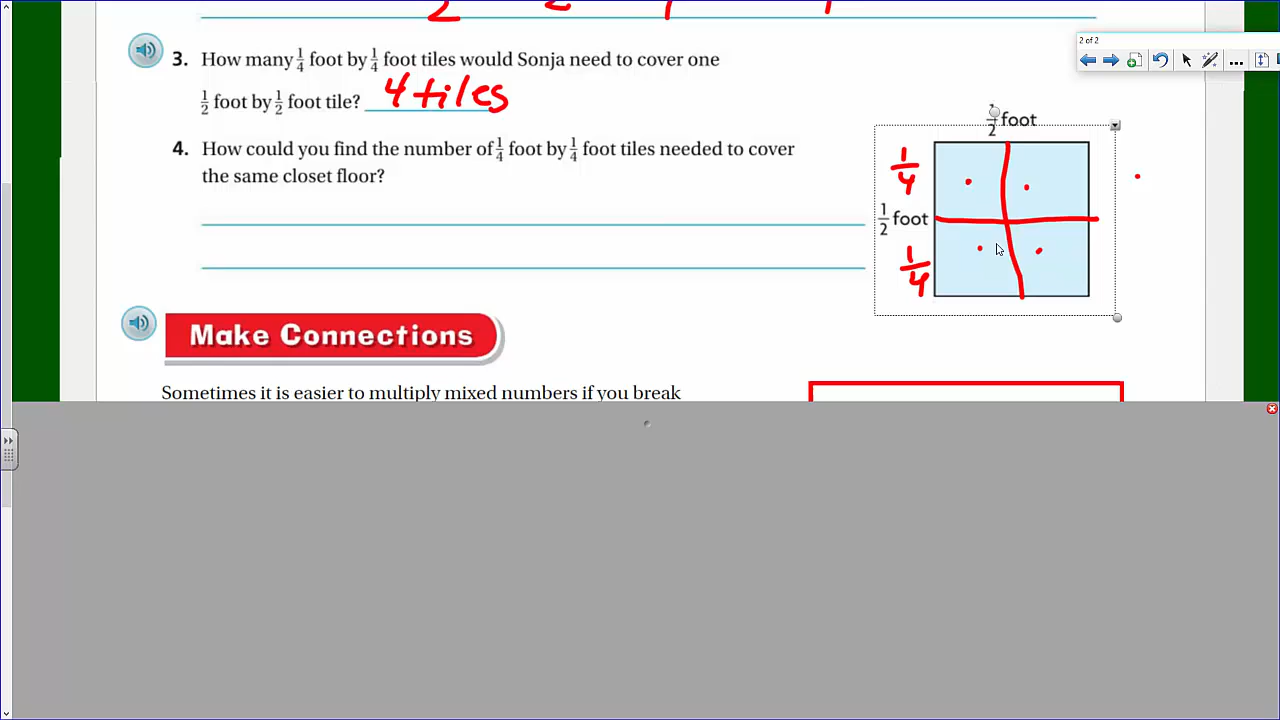 2 of 2
3. How many 1/4 foot by 1/4 foot tiles would Sonja need to cover one
1/2 foot by 1/2 foot tile? 4 tiles
4. How could you find the number of 1/4 foot by 1/4 foot tiles needed to cover
the same closet floor?
1/2 foot
1/4
1/2 foot
1/4
Make Connections
Sometimes it is easier to multiply mixed numbers if you break